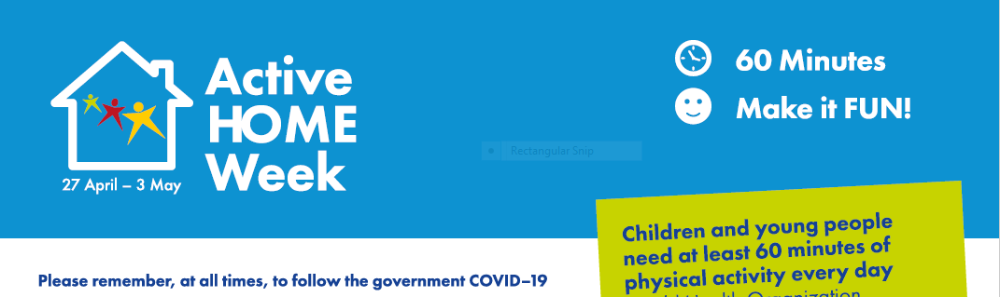 Active
HOME
Week
27 April – 3 May
60 Minutes
Make it FUN!
Rectangular Snip
Children and young people
need at least 60 minutes of
physical activity every day
Health Organization
Please remember, at all times, to follow the government COVID–19